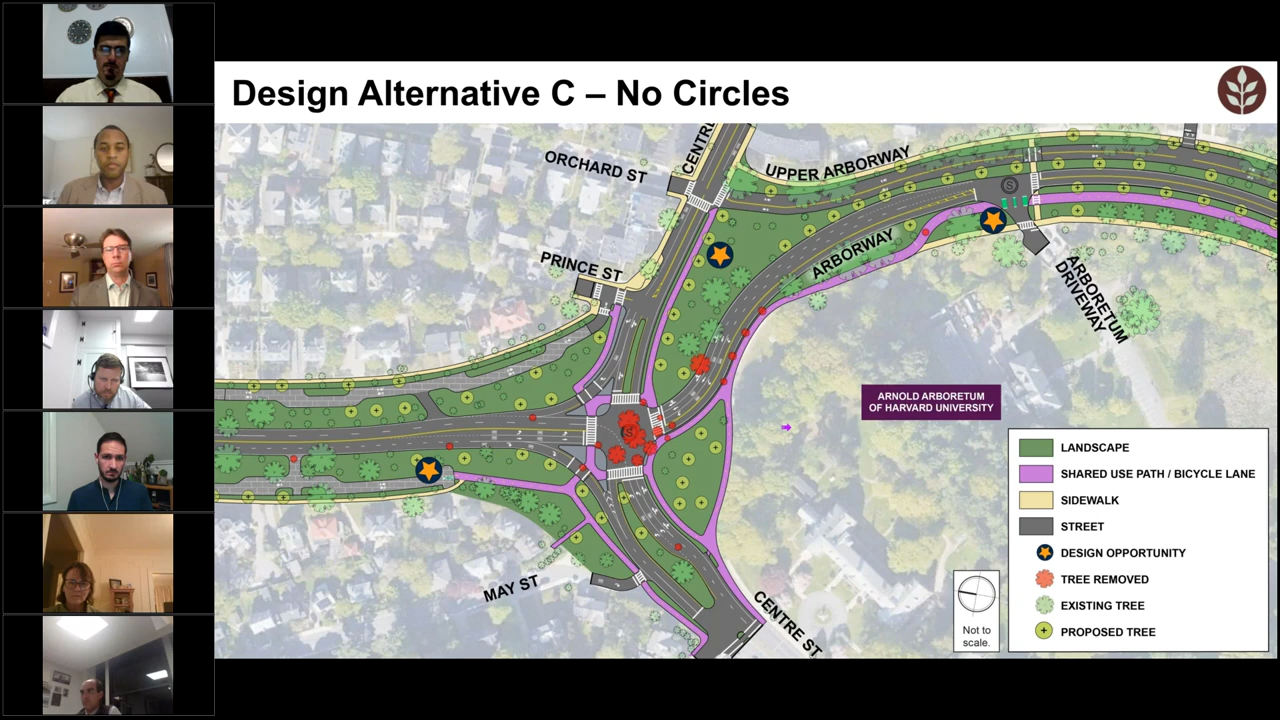 Design Alternative C – No Circles
ORCHARD ST
CENTRE
UPPER ARBORWAY
PRINCE ST
ARBORWAY
ARBORETUM
DRIVEWAY
ARNOLD ARBORETUM
OF HARVARD UNIVERSITY
S
S
MAY ST
CENTRE ST
Not to
scale.
LANDSCAPE
SHARED USE PATH / BICYCLE LANE
SIDEWALK
STREET
DESIGN OPPORTUNITY
TREE REMOVED
EXISTING TREE
PROPOSED TREE